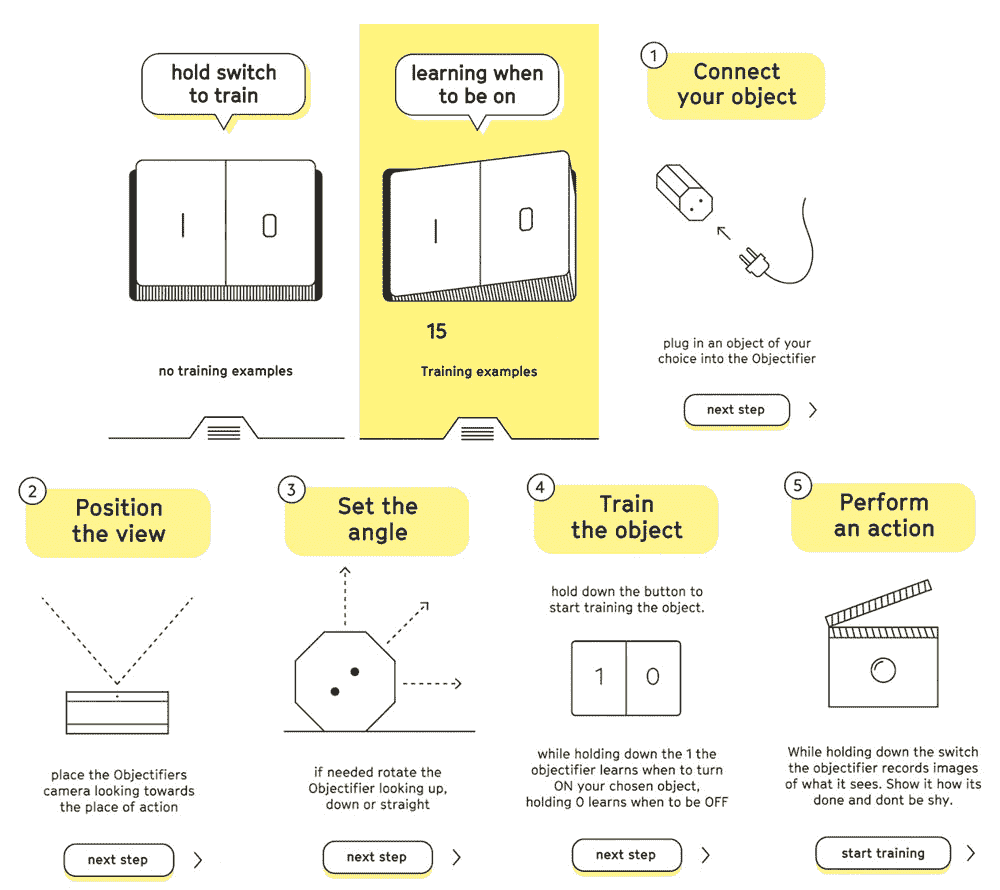 hold switch
to train
I
0
no training examples
learning when
to be on
I
0
15
Training examples
1
Connect
your object
plug in an object of your
choice into the Objectifier
next step
2
Position
the view
place the Objectifiers
camera looking towards
the place of action
next step
3
Set the
angle
if needed rotate the
Objectifier looking up,
down or straight
next step
4
Train
the object
hold down the button to
start training the object.
1
0
while holding down the 1 the
objectifier learns when to turn
ON your chosen object,
holding 0 learns when to be OFF
next step
5
Perform
an action
While holding down the switch
the objectifier records images
of what it sees. Show it how its
done and dont be shy.
start training